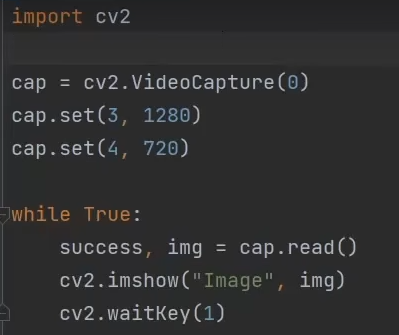 import cv2

cap = cv2.VideoCapture(0)
cap.set(3, 1280)
cap.set(4, 720)

while True:
    success, img = cap.read()
    cv2.imshow("Image", img)
    cv2.waitKey(1)